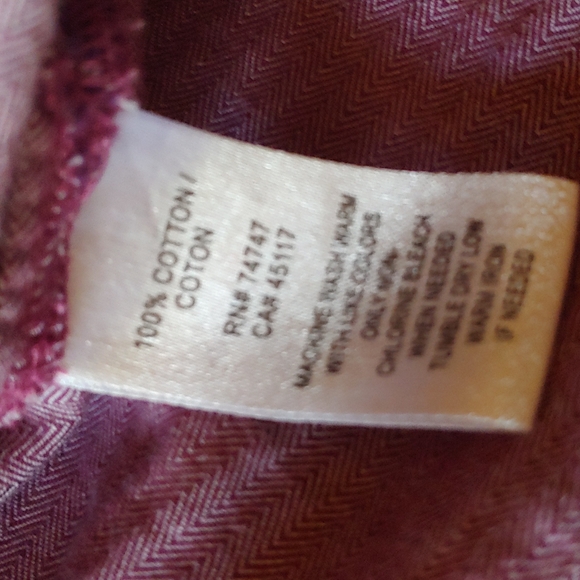 100% COTTON /
COTON
RN# 74747
CA# 45117
MACHINE WASH WARM
WITH LIKE COLORS
ONLY NON-
CHLORINE BLEACH
WHEN NEEDED
TUMBLE DRY LOW
WARM IRON
IF NEEDED